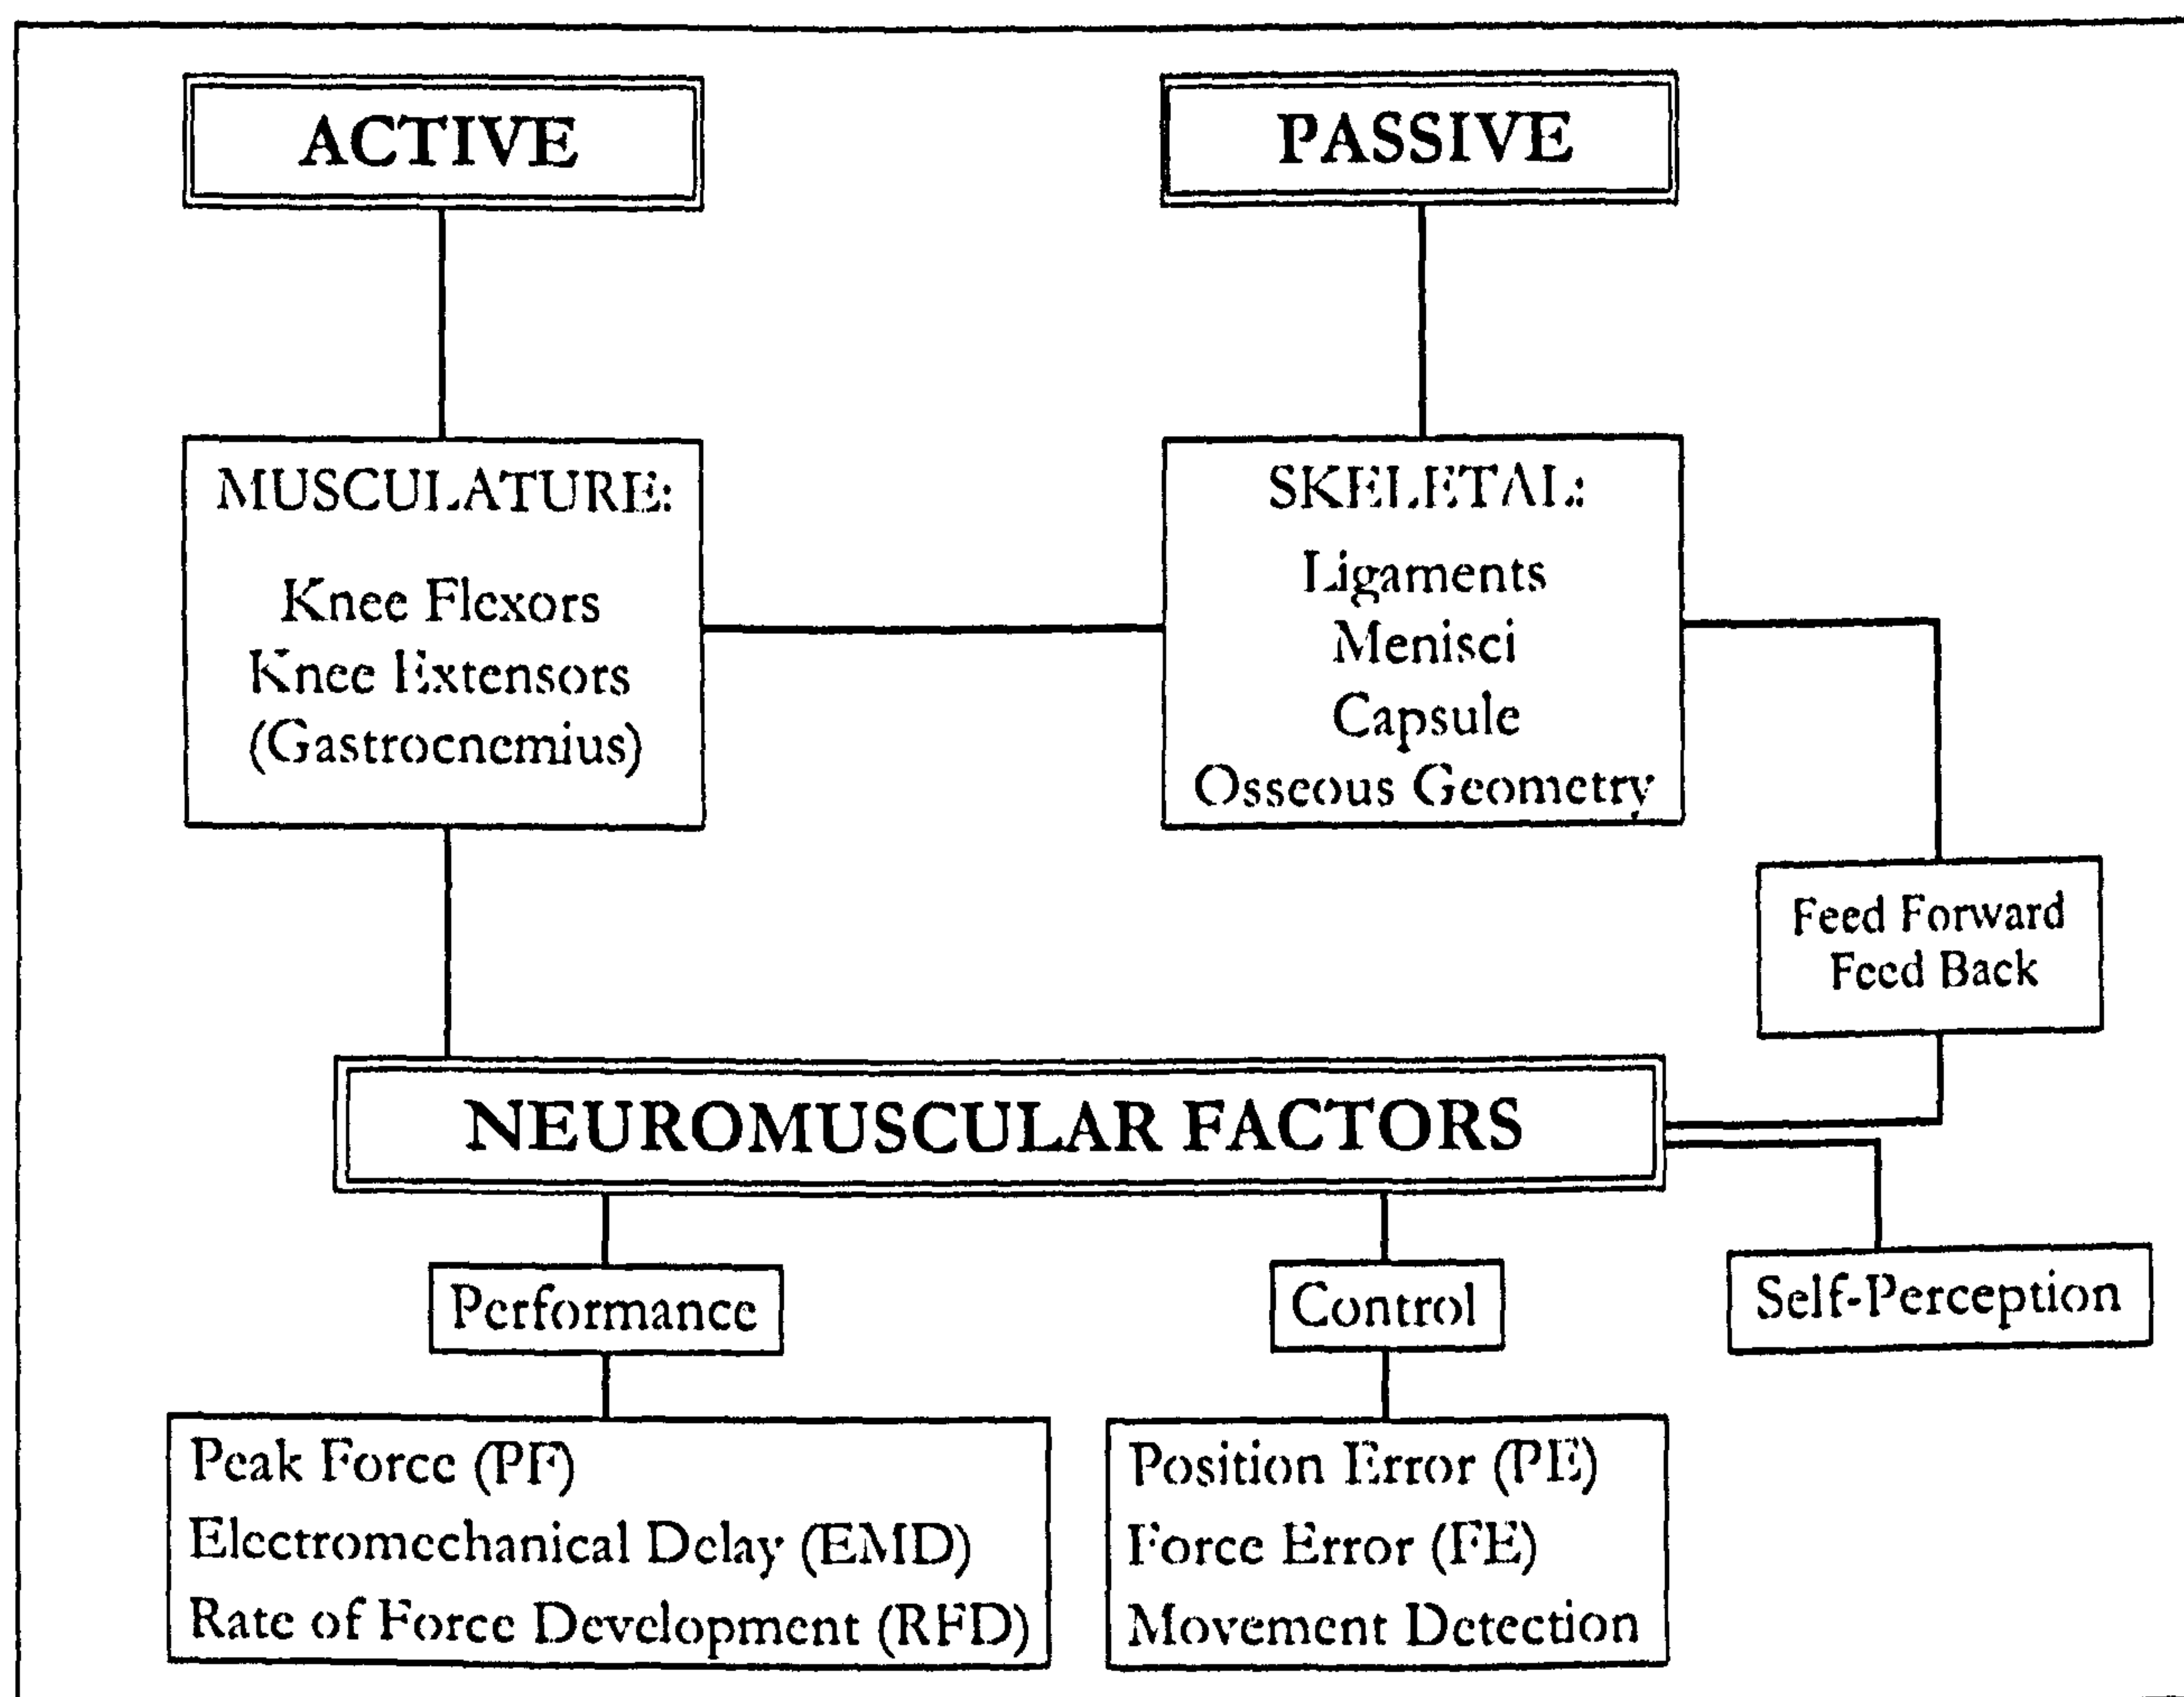 ACTIVE
PASSIVE
MUSCULATURE:
Knee Flexors
Knee Extensors
(Gastrocnemius)
SKELETAL:
Ligaments
Menisci
Capsule
Osseous Geometry
Feed Forward
Feed Back
NEUROMUSCULAR FACTORS
Performance
Control
Self-Perception
Peak Force (PF)
Electromechanical Delay (EMD)
Rate of Force Development (RFD)
Position Error (PE)
Force Error (FE)
Movement Detection